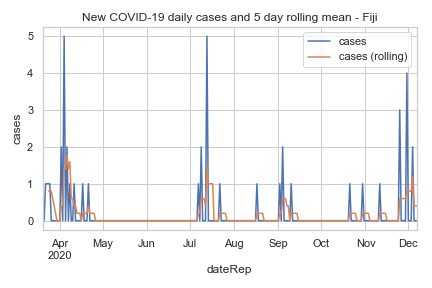 New COVID-19 daily cases and 5 day rolling mean - Fiji
cases
cases (rolling)
5
4
3
2
1
0
cases
Apr
2020
May
Jun
Jul
Aug
Sep
Oct
Nov
Dec
dateRep